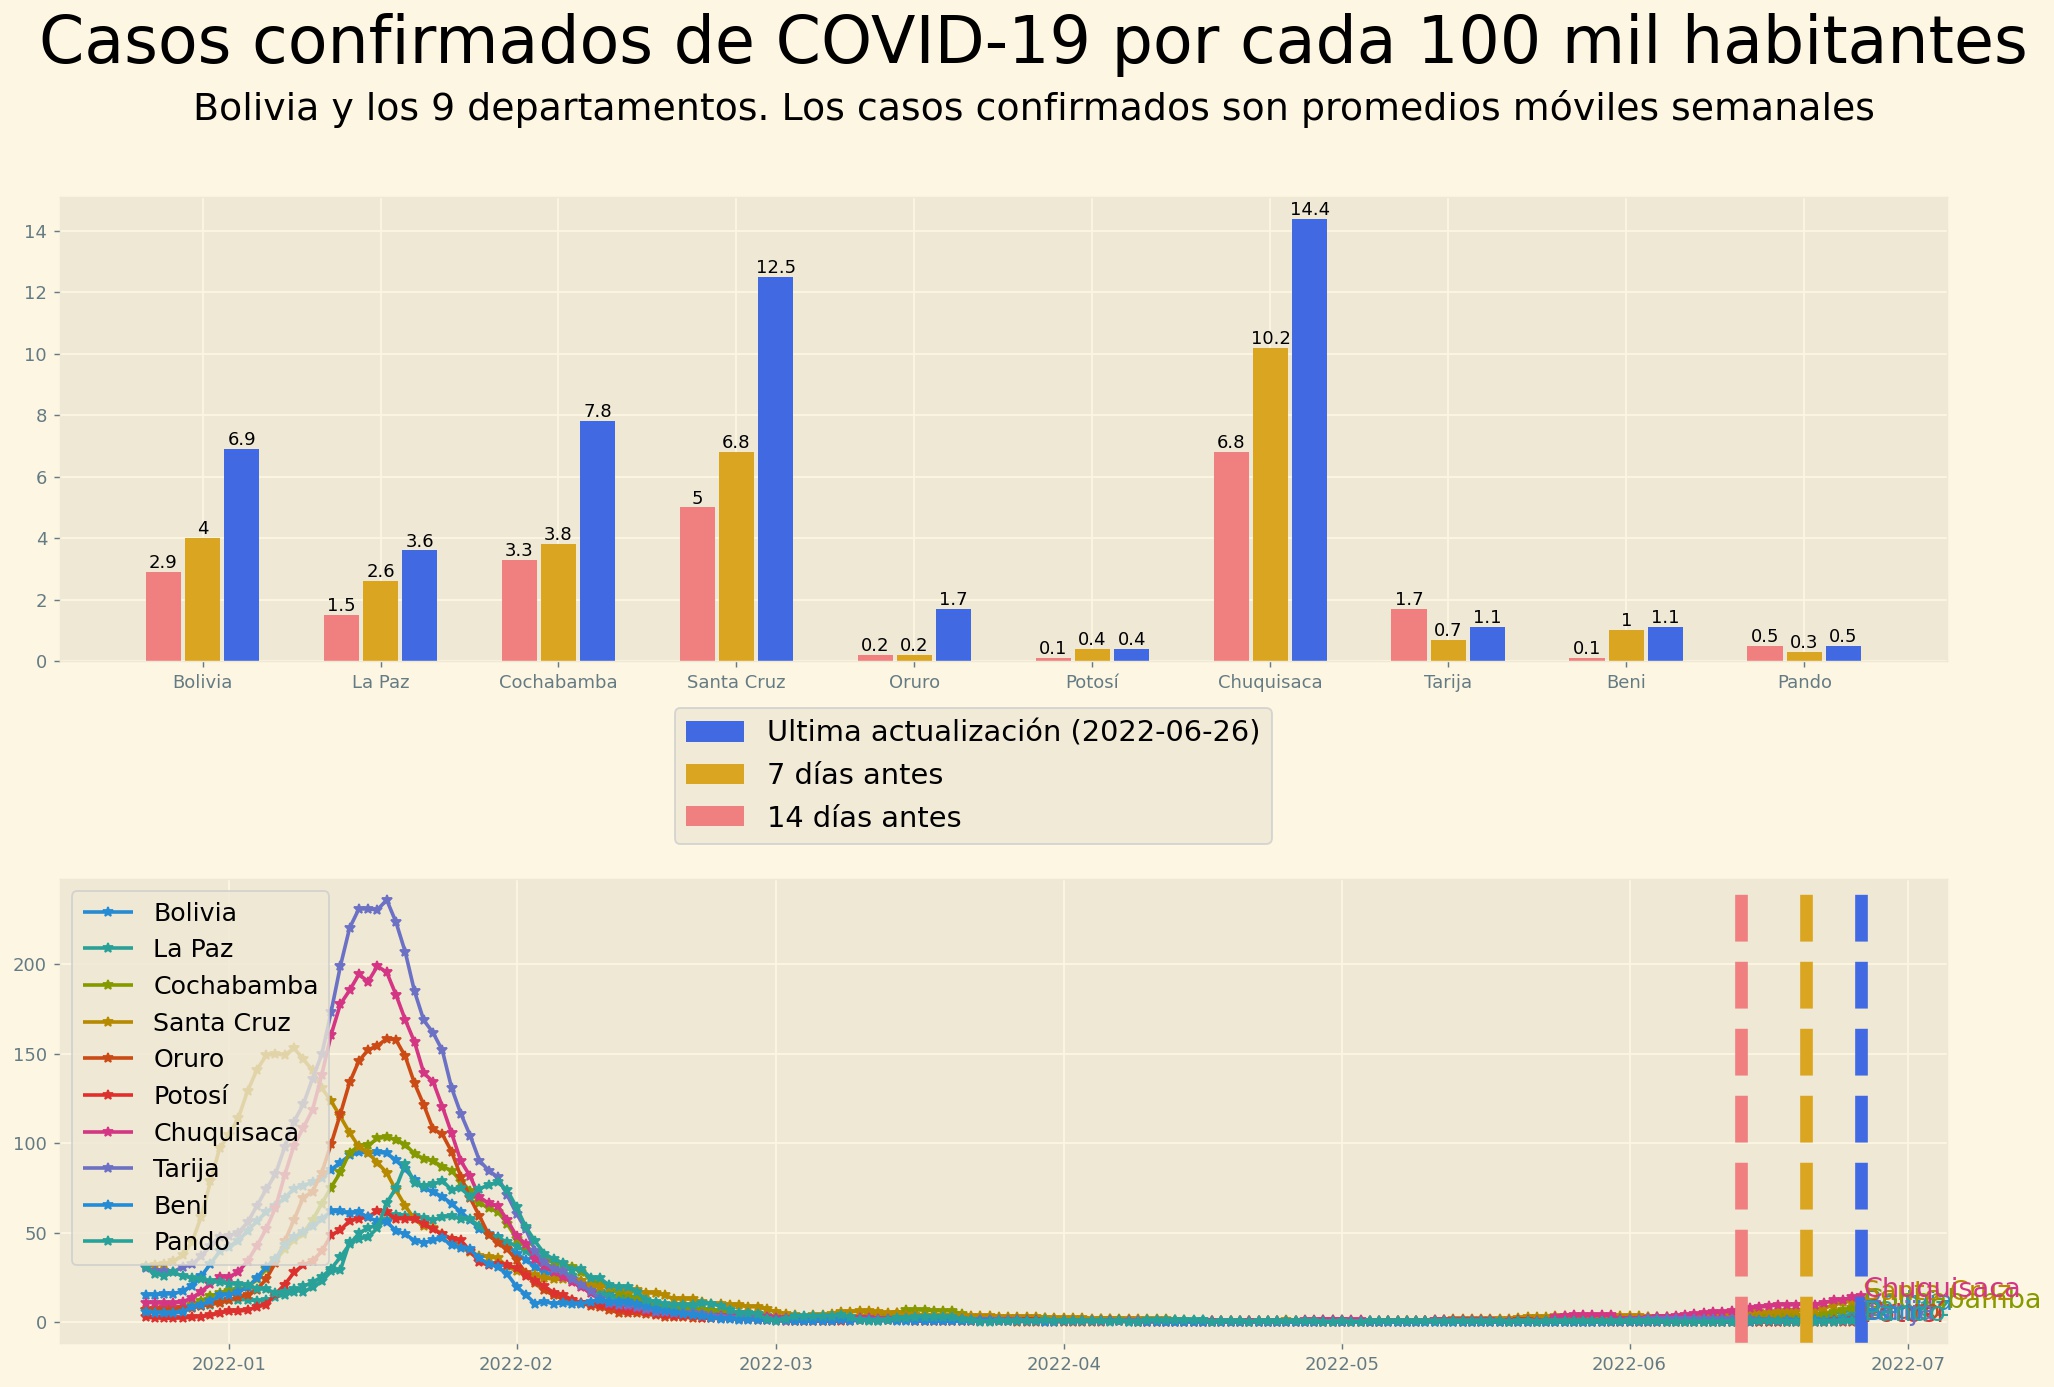 Casos confirmados de COVID-19 por cada 100 mil habitantes
Bolivia y los 9 departamentos. Los casos confirmados son promedios móviles semanales
14
12
10
8
6
4
2
0
2.9 4 6.9
1.5 2.6 3.6
3.3 3.8 7.8
5 6.8 12.5
0.2 0.2 1.7
0.1 0.4 0.4
6.8 10.2 14.4
1.7 0.7 1.1
0.1 1 1.1
0.5 0.3 0.5
Bolivia La Paz Cochabamba Santa Cruz Oruro Potosí Chuquisaca Tarija Beni Pando
Ultima actualización (2022-06-26)
7 días antes
14 días antes
200
150
100
50
0
Bolivia
La Paz
Cochabamba
Santa Cruz
Oruro
Potosí
Chuquisaca
Tarija
Beni
Pando
Chuquisaca
2022-01 2022-02 2022-03 2022-04 2022-05 2022-06 2022-07